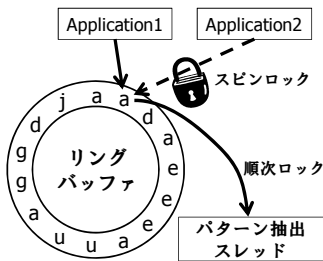 Application1
Application2
スピンロック
a a d a e e e a u u a g g d j
リング
バッファ
順次ロック
パターン抽出
スレッド